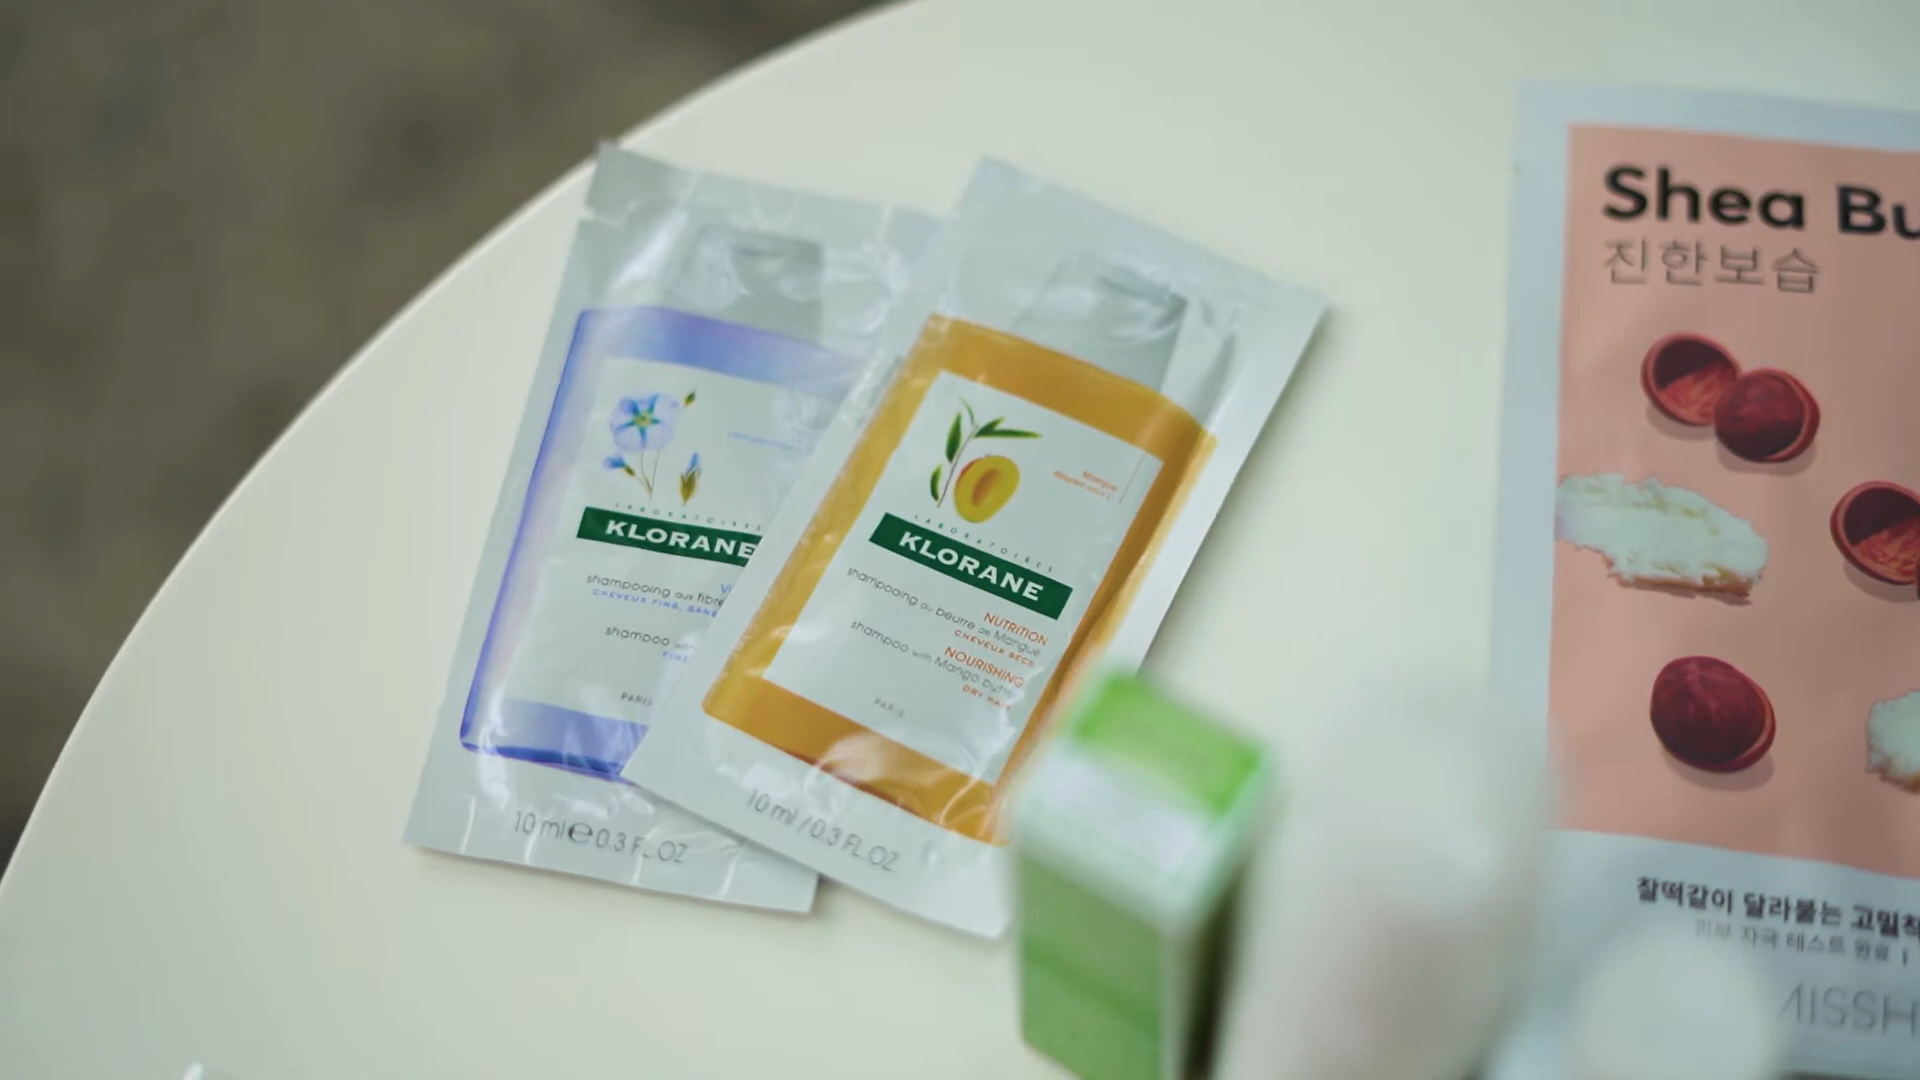 LABORATOIRES
KLORANE
shampooing aux fibre
CHEVEUX FINS, SANS
shampoo with
FINE
PARIS
10 ml e 0.3 FL.OZ
Mangue
LABORATOIRES
KLORANE
NUTRITION
shampooing au beurre de Mangue
CHEVEUX SECS
NOURISHING
shampoo with Mango butter
DRY HAIR
PARIS
10 ml / 0.3 FL.OZ
Shea Bu
진한보습
찰떡같이 달라붙는 고밀착
피부 자극 테스트 완료 |
MISSH